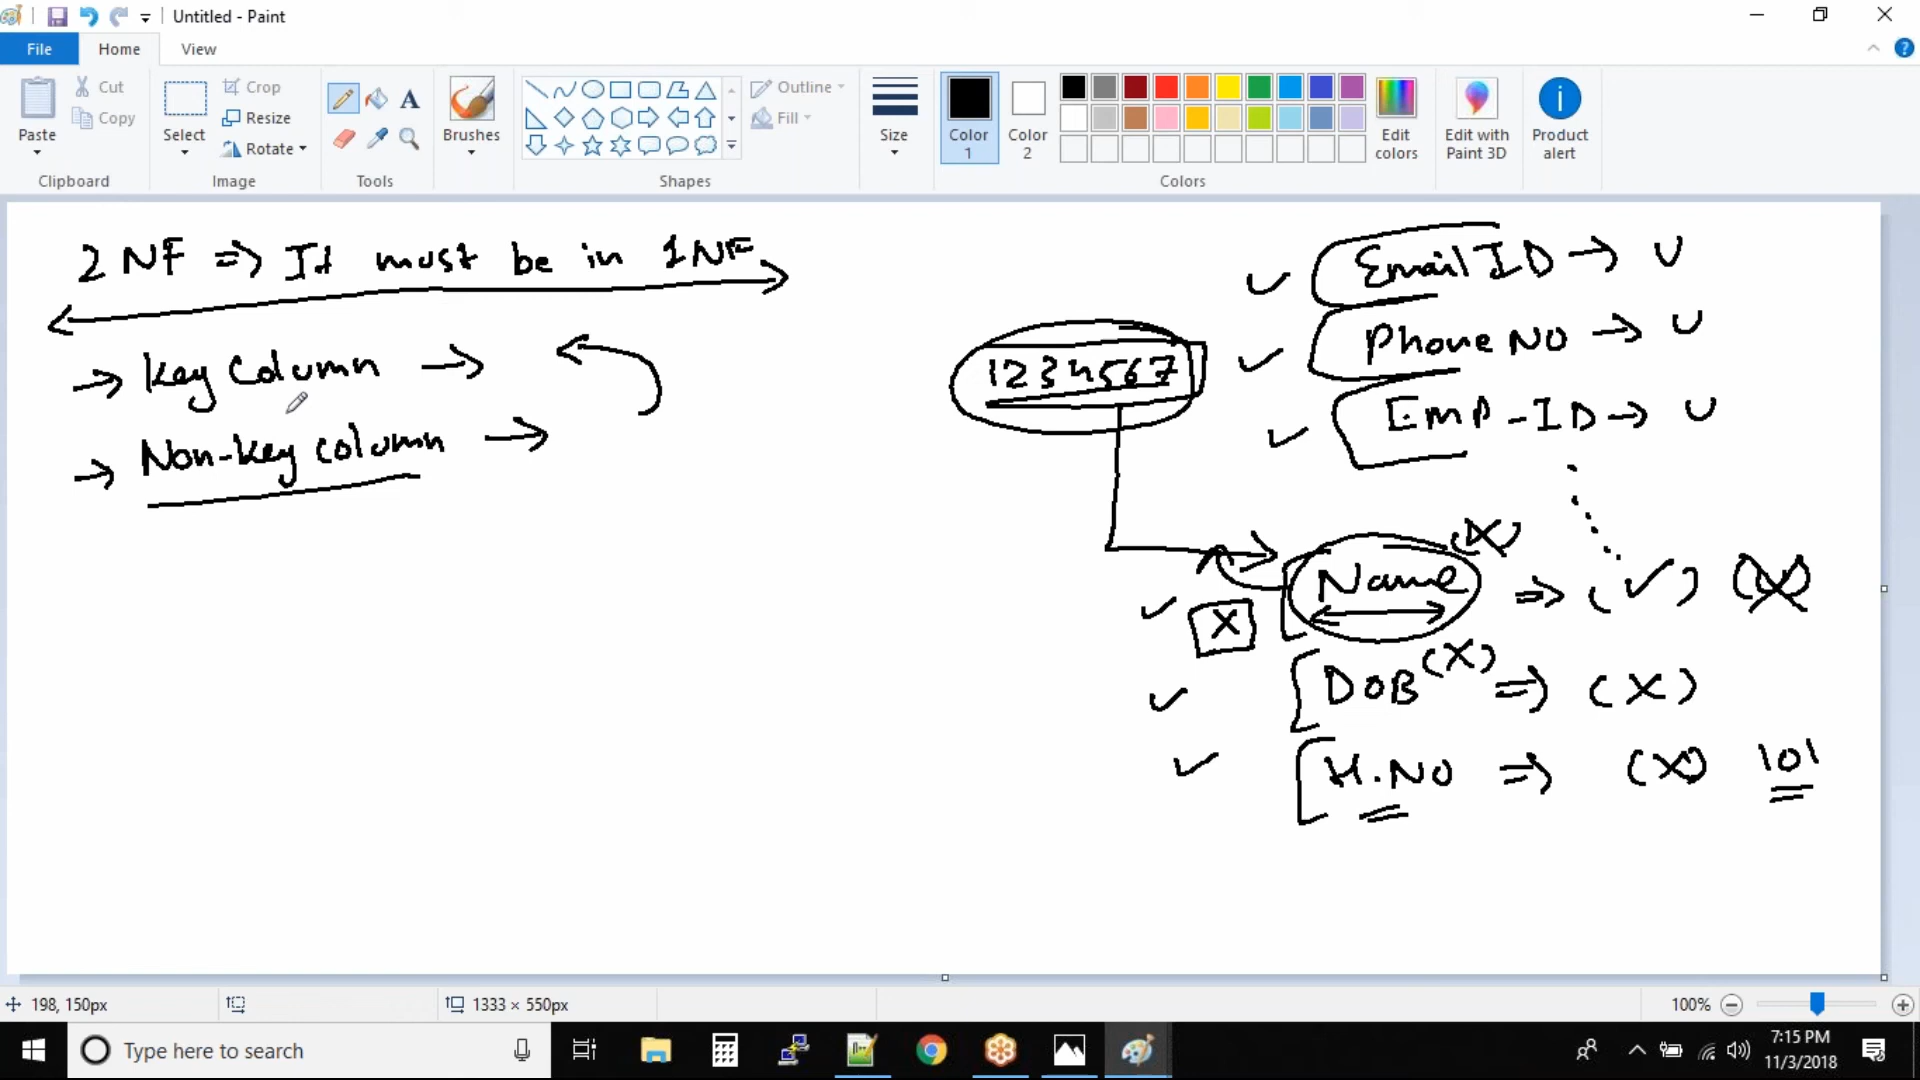 Untitled - Paint
File Home View
Paste Cut Copy Clipboard
Select Crop Resize Rotate Image
Tools
Brushes
Outline Fill Shapes
Size
Color 1 Color 2 Edit colors Colors
Edit with Paint 3D
Product alert
2 NF => It must be in 1NF
→ Key Column →
→ Non-Key column →
1234567
Email ID → U
Phone NO → U
EMP-ID → U
Name (X) => (✓) (X)
X
DOB (X) => (X)
H.NO => (X) 101
198, 150px 1333 × 550px 100%
Type here to search
7:15 PM
11/3/2018